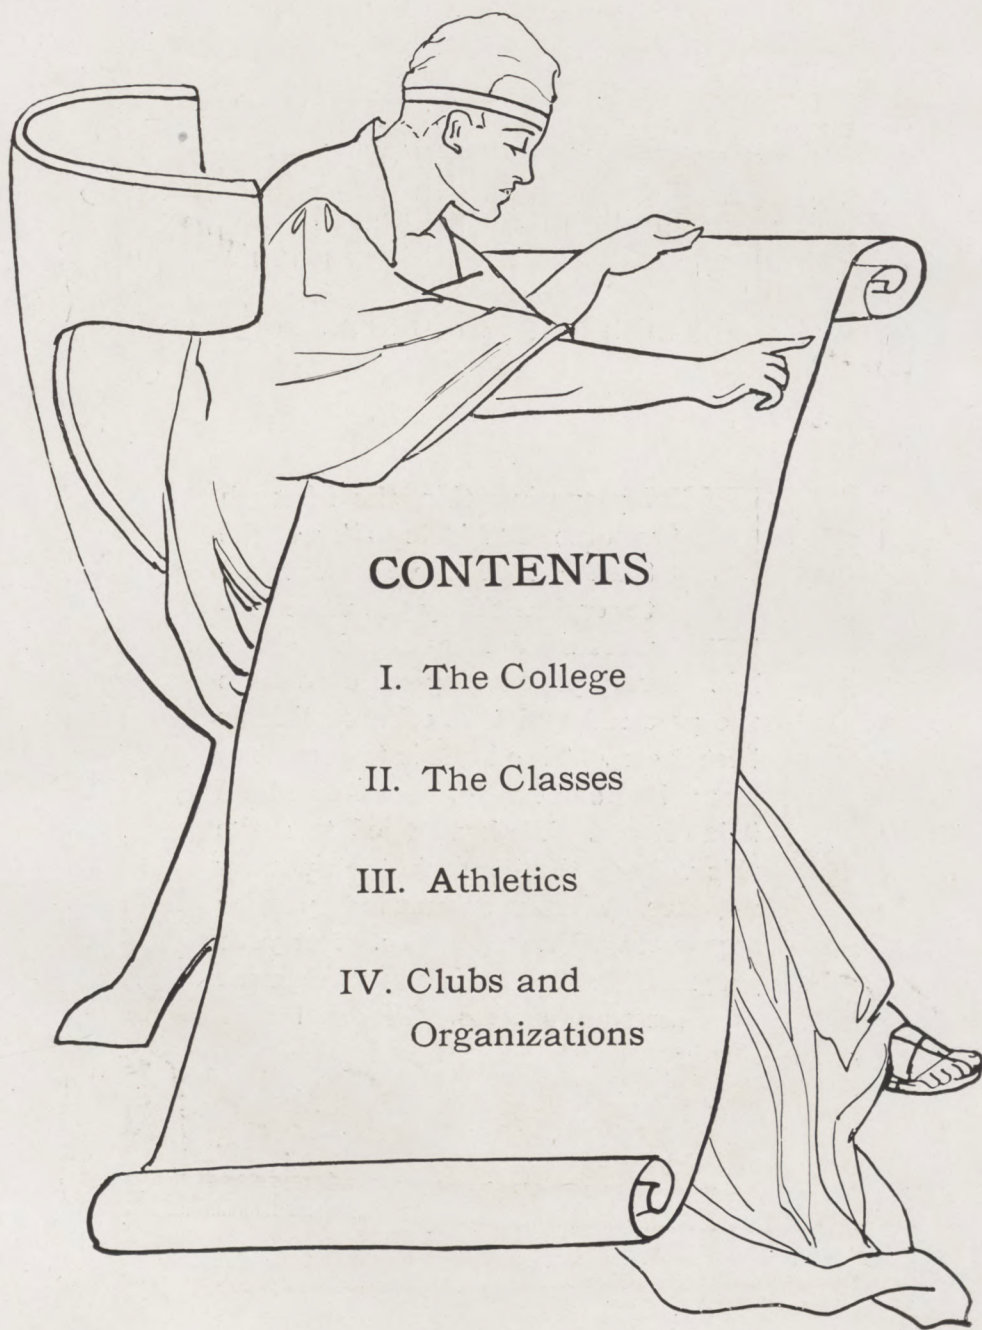 CONTENTS
I. The College
II. The Classes
III. Athletics
IV. Clubs and
Organizations